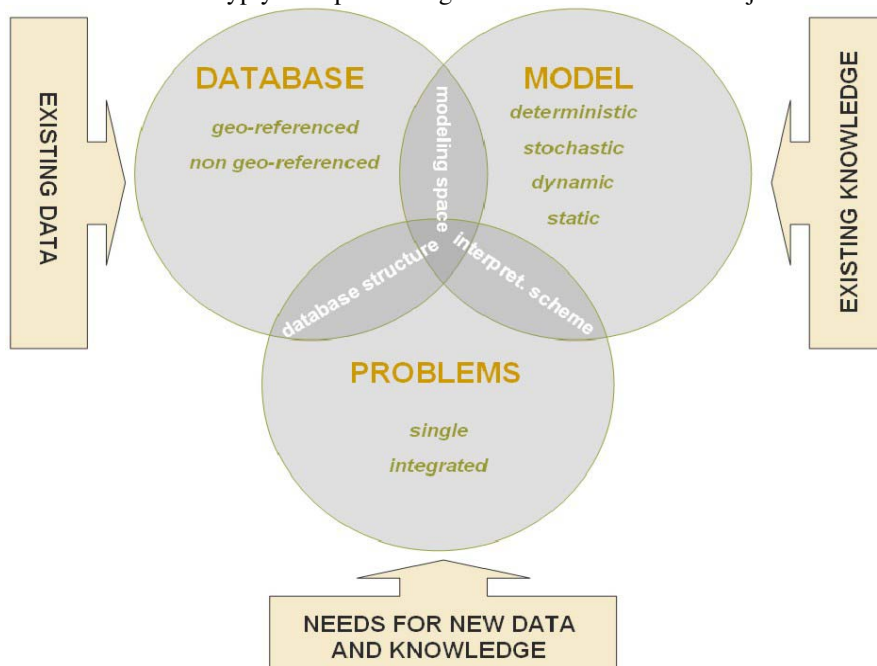 EXISTING DATA
DATABASE
geo-referenced
non geo-referenced
modeling space
MODEL
deterministic
stochastic
dynamic
static
EXISTING KNOWLEDGE
database structure
interpret. scheme
PROBLEMS
single
integrated
NEEDS FOR NEW DATA
AND KNOWLEDGE